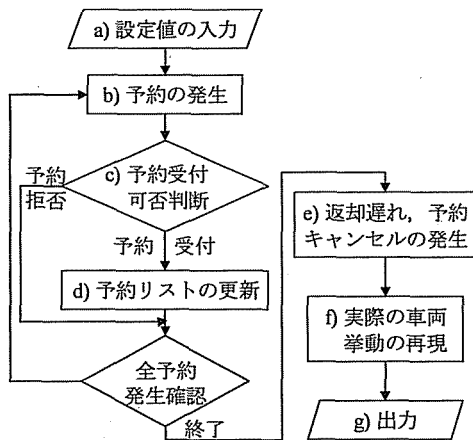 a) 設定値の入力
b) 予約の発生
予約
拒否
c) 予約受付
可否判断
予約 受付
d) 予約リストの更新
全予約
発生確認
終了
e) 返却遅れ，予約
キャンセルの発生
f) 実際の車両
挙動の再現
g) 出力